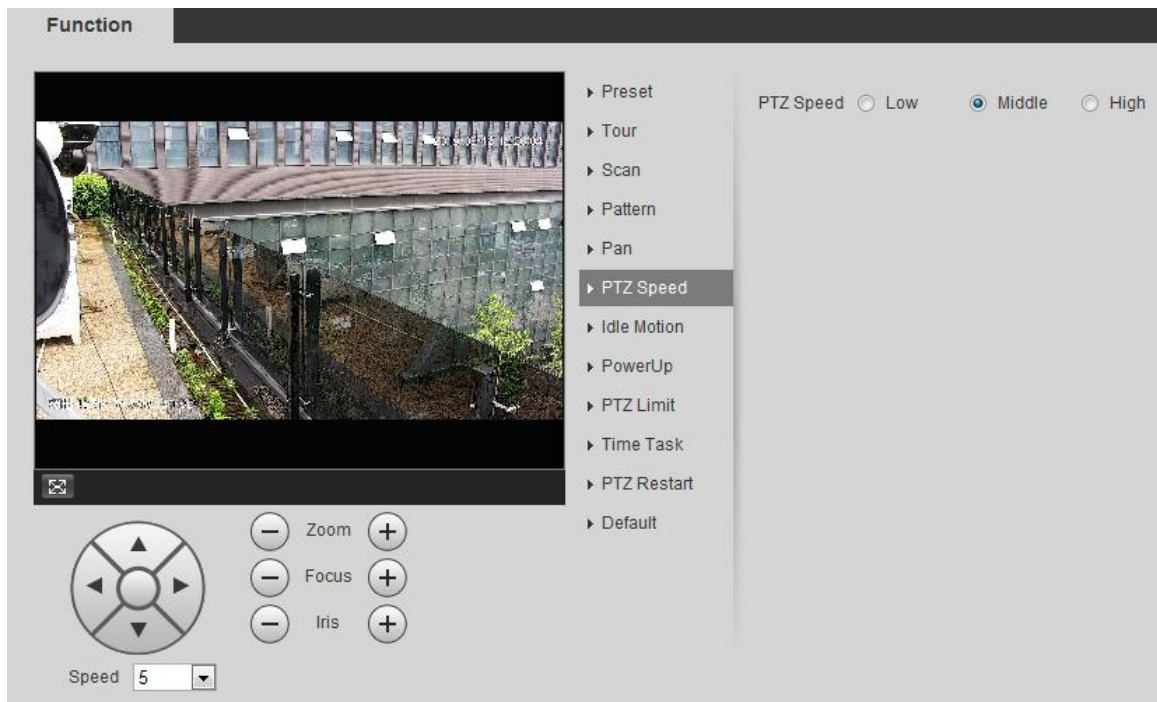 Function
Preset
Tour
Scan
Pattern
Pan
PTZ Speed
Idle Motion
PowerUp
PTZ Limit
Time Task
PTZ Restart
Default
PTZ Speed Low Middle High
Zoom
Focus
Iris
Speed 5